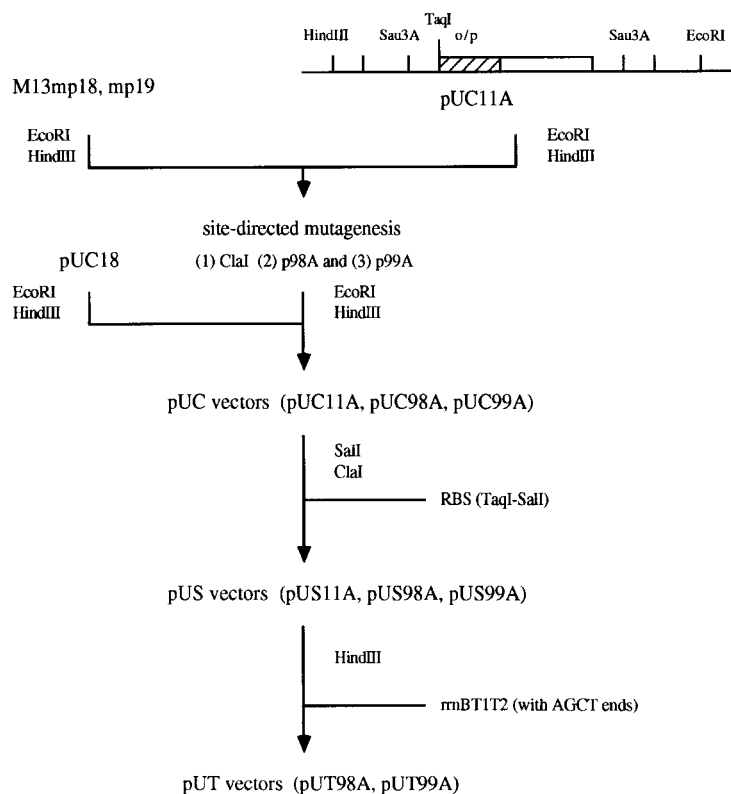 TaqI
HindIII Sau3A o/p Sau3A EcoRI
M13mp18, mp19
pUC11A
EcoRI EcoRI
HindIII HindIII
site-directed mutagenesis
pUC18 (1) ClaI (2) p98A and (3) p99A
EcoRI EcoRI
HindIII HindIII
pUC vectors (pUC11A, pUC98A, pUC99A)
SalI
ClaI
RBS (TaqI-SalI)
pUS vectors (pUS11A, pUS98A, pUS99A)
HindIII
rrnBT1T2 (with AGCT ends)
pUT vectors (pUT98A, pUT99A)